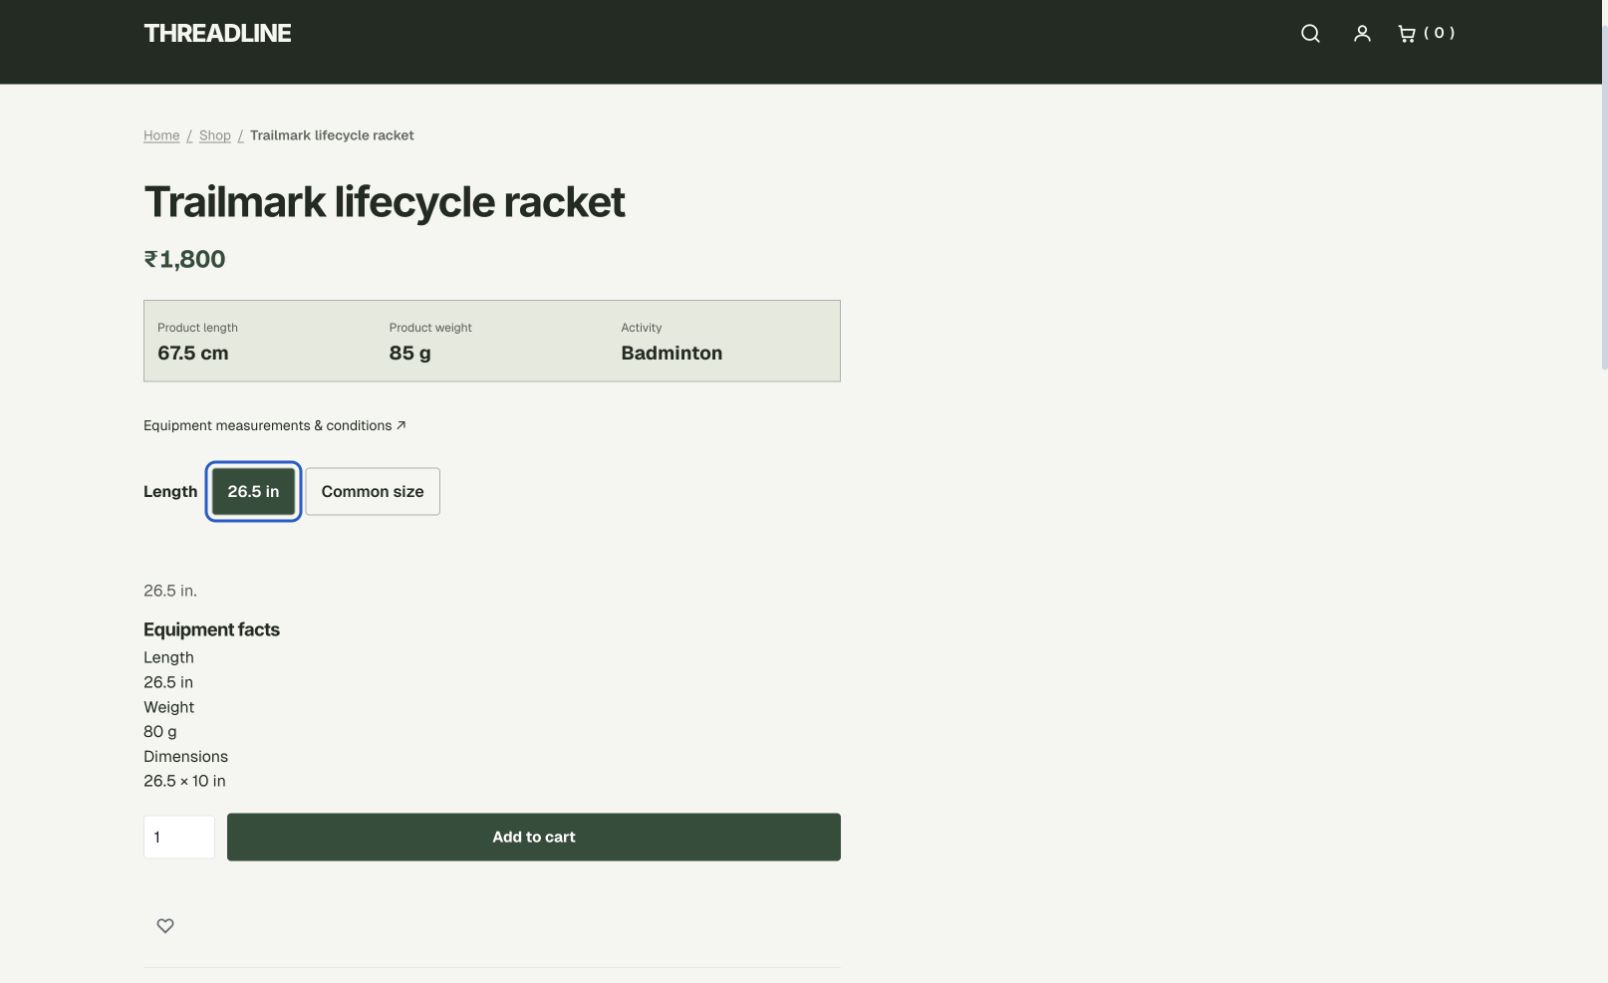 THREADLINE
( 0 )
Home / Shop / Trailmark lifecycle racket
Trailmark lifecycle racket
₹1,800
Product length Product weight Activity
67.5 cm 85 g Badminton
Equipment measurements & conditions ↗
Length 26.5 in Common size
26.5 in.
Equipment facts
Length
26.5 in
Weight
80 g
Dimensions
26.5 × 10 in
1 Add to cart